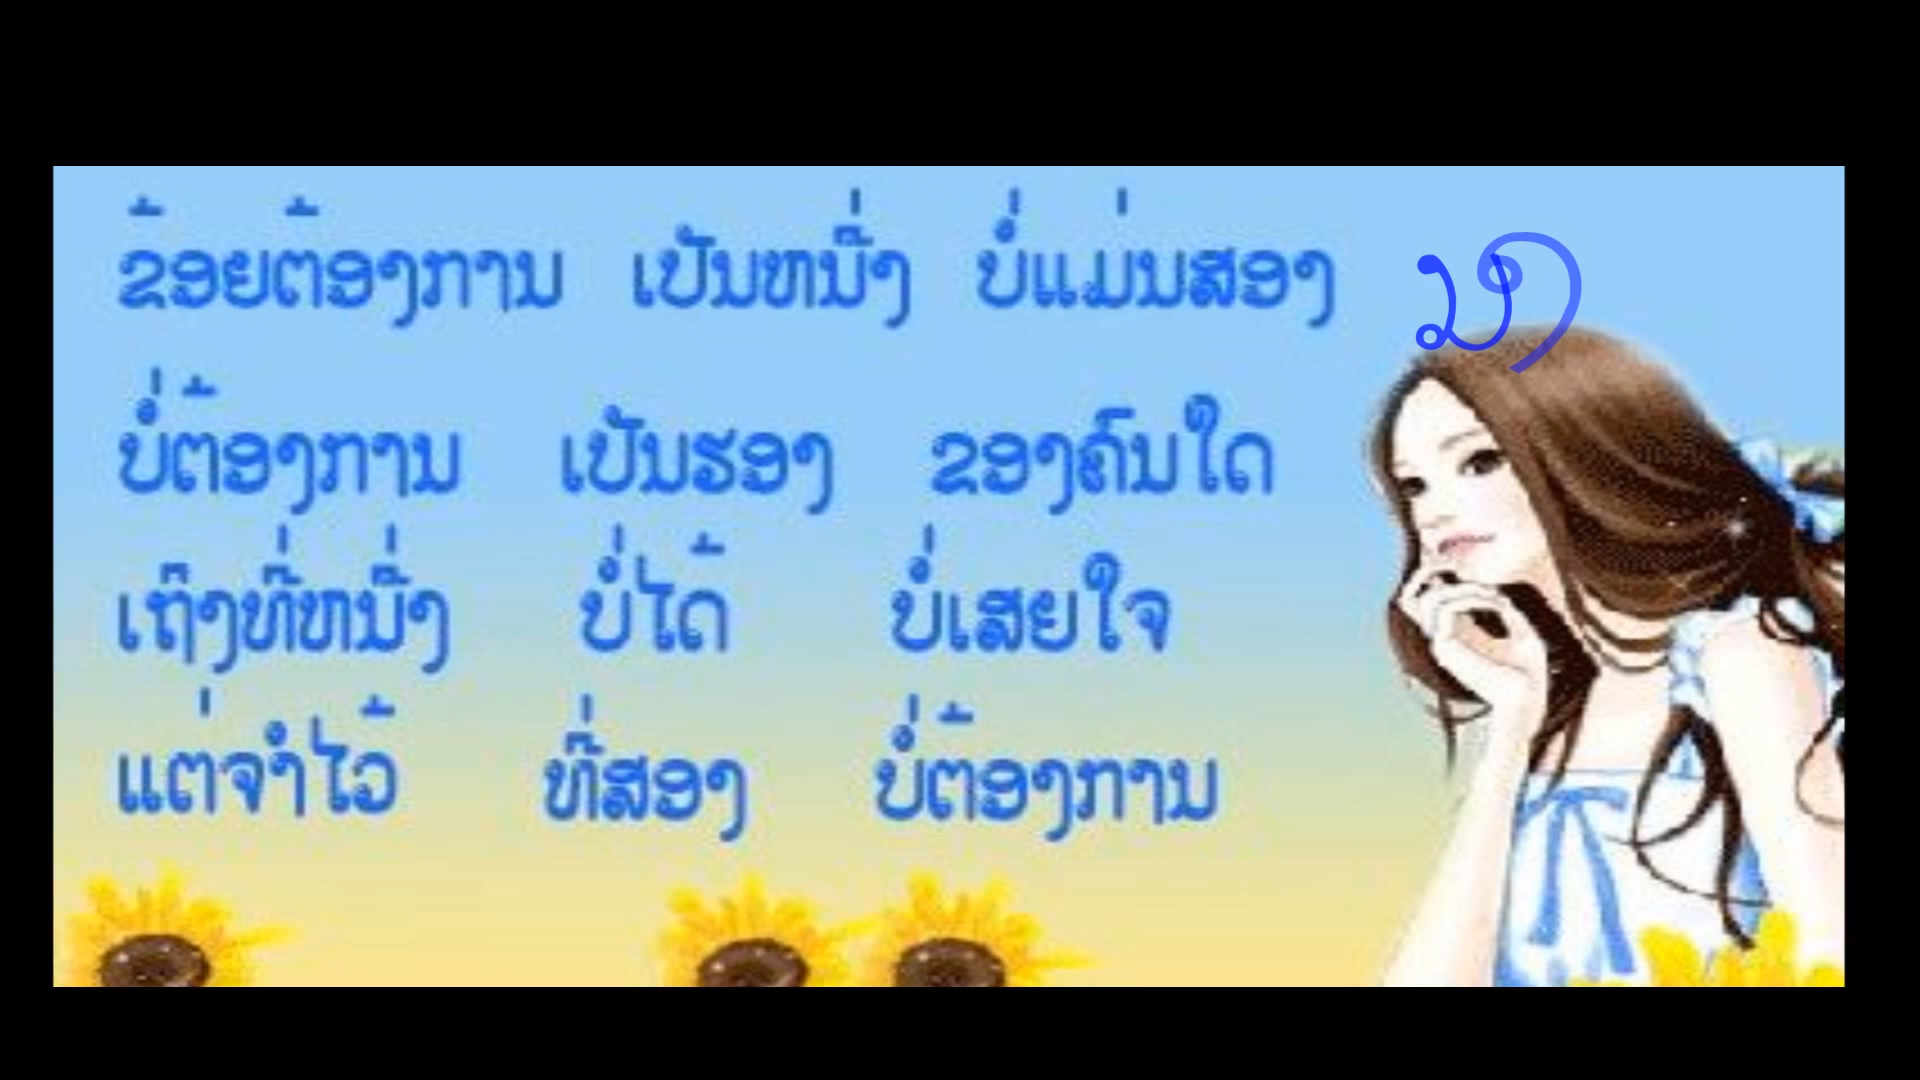 ຂ້ອຍຕ້ອງການ ເປັນຫນຶ່ງ ບໍ່ແມ່ນສອງ
ບໍ່ຕ້ອງການ ເປັນຮອງ ຂອງຄົນໃດ
ເຖິງທີ່ຫນຶ່ງ ບໍ່ໄດ້ ບໍ່ເສຍໃຈ
ແຕ່ຈຳໄວ້ ທີ່ສອງ ບໍ່ຕ້ອງການ